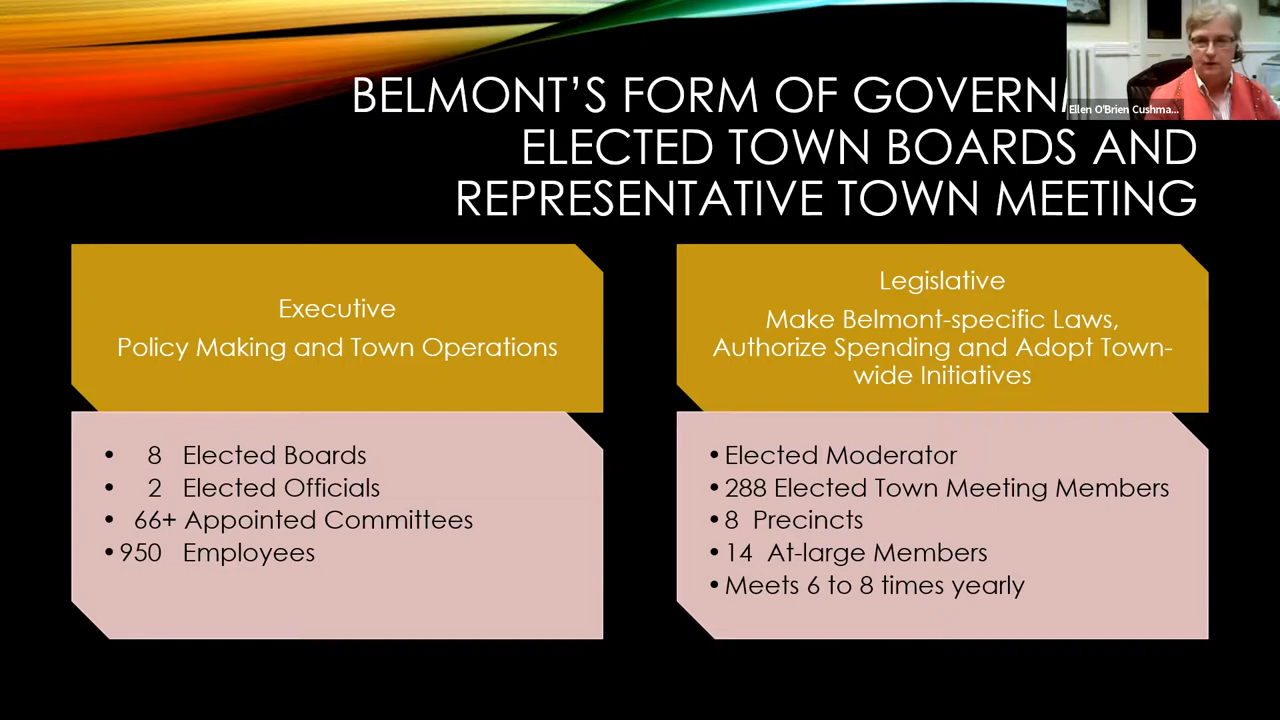 BELMONT'S FORM OF
ELECTED TOWN BOARDS AND
REPRESENTATIVE TOWN MEETING
Ellen O'Brien Cushma...
Executive
Policy Making and Town Operations
Legislative
Make Belmont-specific Laws,
Authorize Spending and Adopt Town-
wide Initiatives
• 8 Elected Boards
• 2 Elected Officials
• 66+ Appointed Committees
• 950 Employees
• Elected Moderator
• 288 Elected Town Meeting Members
• 8 Precincts
• 14 At-large Members
• Meets 6 to 8 times yearly